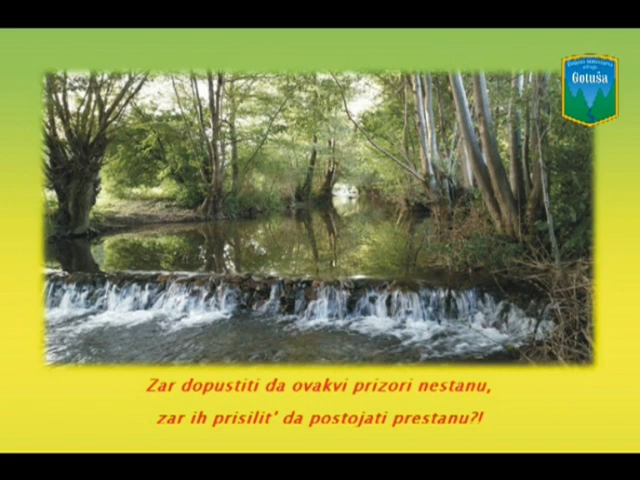 Gotuša
Zar dopustiti da ovakvi prizori nestanu,
zar ih prisilit' da postojati prestanu?!